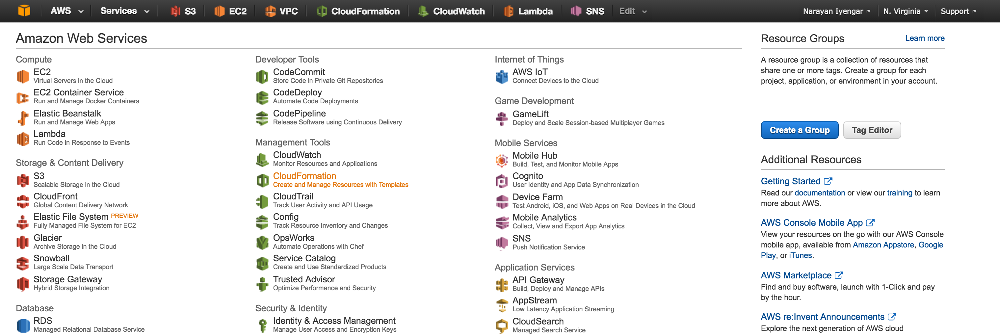 AWS Services S3 EC2 VPC CloudFormation CloudWatch Lambda SNS Edit Narayan Iyengar N. Virginia Support
Amazon Web Services
Compute
EC2
Virtual Servers in the Cloud
EC2 Container Service
Run and Manage Docker Containers
Elastic Beanstalk
Run and Manage Web Apps
Lambda
Run Code in Response to Events
Storage & Content Delivery
S3
Scalable Storage in the Cloud
CloudFront
Global Content Delivery Network
Elastic File System PREVIEW
Fully Managed File System for EC2
Glacier
Archive Storage in the Cloud
Snowball
Large Scale Data Transport
Storage Gateway
Hybrid Storage Integration
Database
RDS
Managed Relational Database Service
Developer Tools
CodeCommit
Store Code in Private Git Repositories
CodeDeploy
Automate Code Deployments
CodePipeline
Release Software using Continuous Delivery
Management Tools
CloudWatch
Monitor Resources and Applications
CloudFormation
Create and Manage Resources with Templates
CloudTrail
Track User Activity and API Usage
Config
Track Resource Inventory and Changes
OpsWorks
Automate Operations with Chef
Service Catalog
Create and Use Standardized Products
Trusted Advisor
Optimize Performance and Security
Security & Identity
Identity & Access Management
Manage User Access and Encryption Keys
Internet of Things
AWS IoT
Connect Devices to the Cloud
Game Development
GameLift
Deploy and Scale Session-based Multiplayer Games
Mobile Services
Mobile Hub
Build, Test, and Monitor Mobile Apps
Cognito
User Identity and App Data Synchronization
Device Farm
Test Android, iOS, and Web Apps on Real Devices in the Cloud
Mobile Analytics
Collect, View and Export App Analytics
SNS
Push Notification Service
Application Services
API Gateway
Build, Deploy and Manage APIs
AppStream
Low Latency Application Streaming
CloudSearch
Managed Search Service
Resource Groups Learn more
A resource group is a collection of resources that
share one or more tags. Create a group for each
project, application, or environment in your account.
Create a Group Tag Editor
Additional Resources
Getting Started
Read our documentation or view our training to learn
more about AWS.
AWS Console Mobile App
View your resources on the go with our AWS Console
mobile app, available from Amazon Appstore, Google
Play, or iTunes.
AWS Marketplace
Find and buy software, launch with 1-Click and pay
by the hour.
AWS re:Invent Announcements
Explore the next generation of AWS cloud